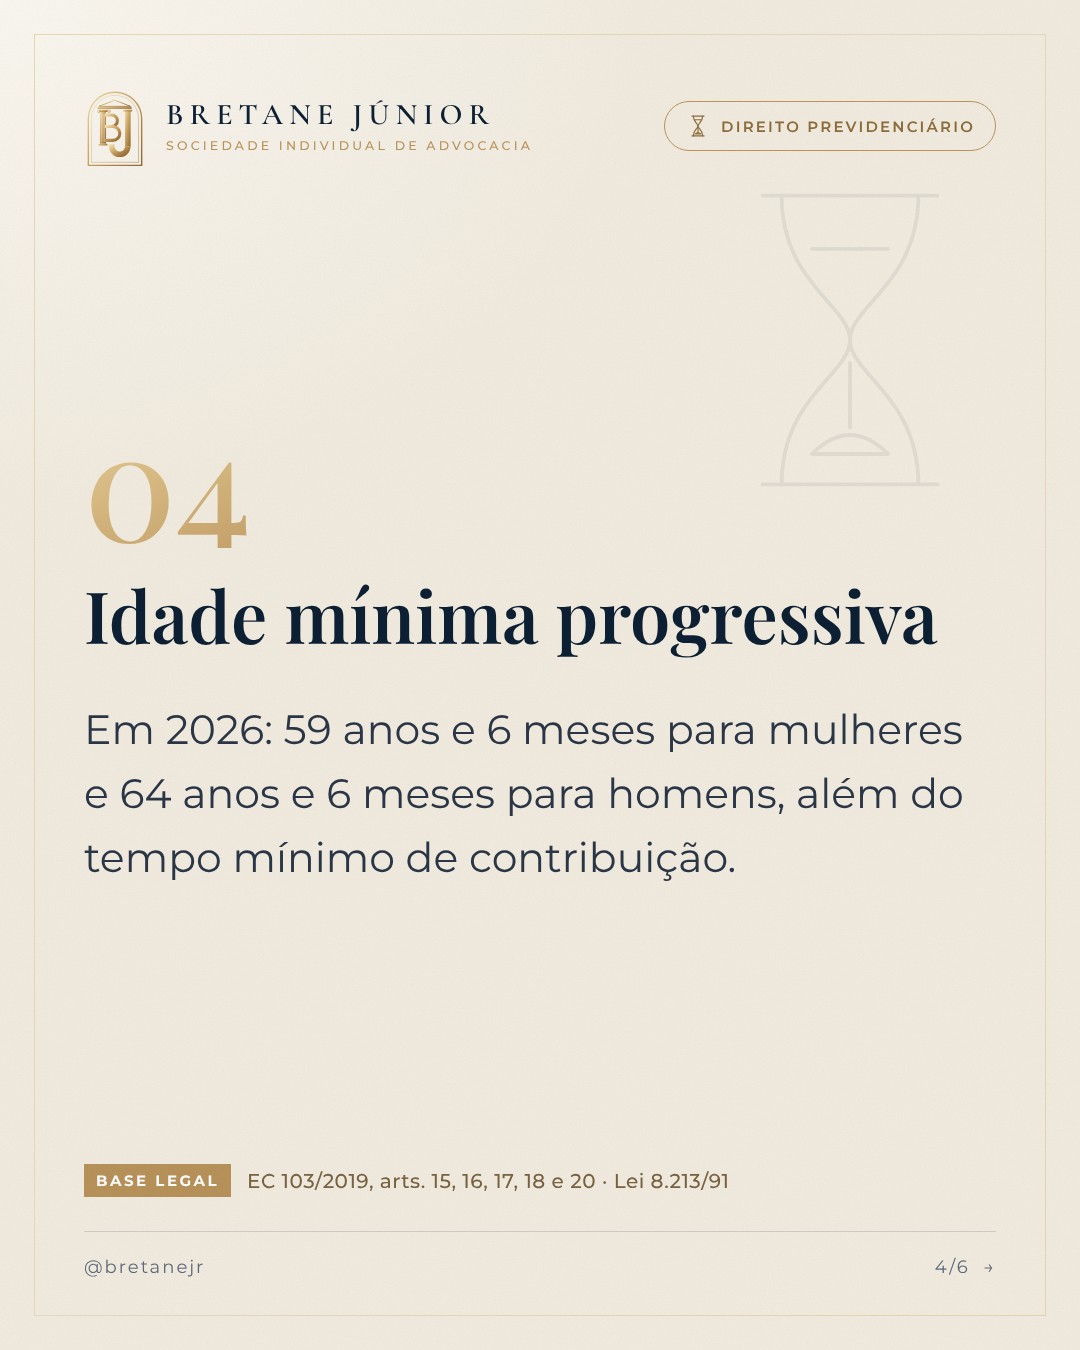 BRETANE JÚNIOR
SOCIEDADE INDIVIDUAL DE ADVOCACIA
DIREITO PREVIDENCIÁRIO
04
Idade mínima progressiva
Em 2026: 59 anos e 6 meses para mulheres
e 64 anos e 6 meses para homens, além do
tempo mínimo de contribuição.
BASE LEGAL EC 103/2019, arts. 15, 16, 17, 18 e 20 · Lei 8.213/91
@bretanejr
4/6 →